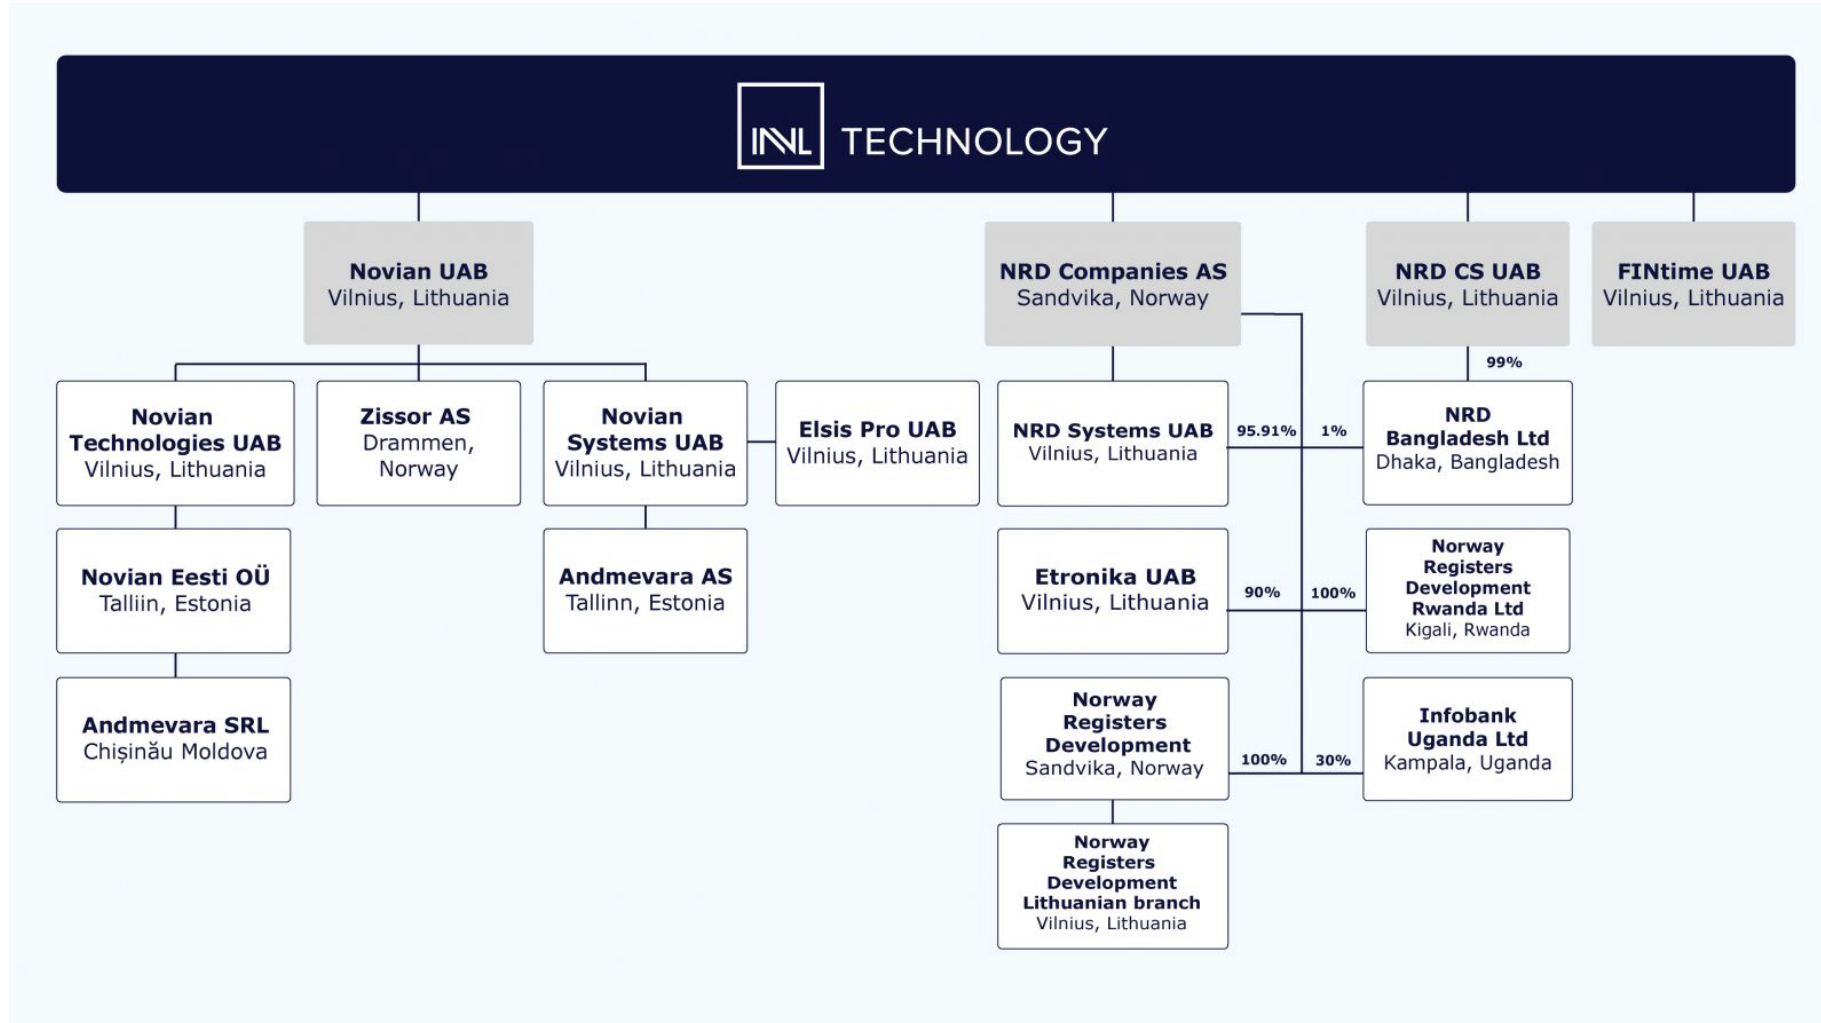 INVL TECHNOLOGY
Novian UAB
Vilnius, Lithuania
NRD Companies AS
Sandvika, Norway
NRD CS UAB
Vilnius, Lithuania
FINtime UAB
Vilnius, Lithuania
99%
Novian
Technologies UAB
Vilnius, Lithuania
Zissor AS
Drammen,
Norway
Novian
Systems UAB
Vilnius, Lithuania
Elsis Pro UAB
Vilnius, Lithuania
NRD Systems UAB
Vilnius, Lithuania
95.91%
1%
NRD
Bangladesh Ltd
Dhaka, Bangladesh
Novian Eesti OÜ
Talliin, Estonia
Andmevara AS
Tallinn, Estonia
Etronika UAB
Vilnius, Lithuania
90%
100%
Norway
Registers
Development
Rwanda Ltd
Kigali, Rwanda
Andmevara SRL
Chișinău Moldova
Norway
Registers
Development
Sandvika, Norway
100%
30%
Infobank
Uganda Ltd
Kampala, Uganda
Norway
Registers
Development
Lithuanian branch
Vilnius, Lithuania